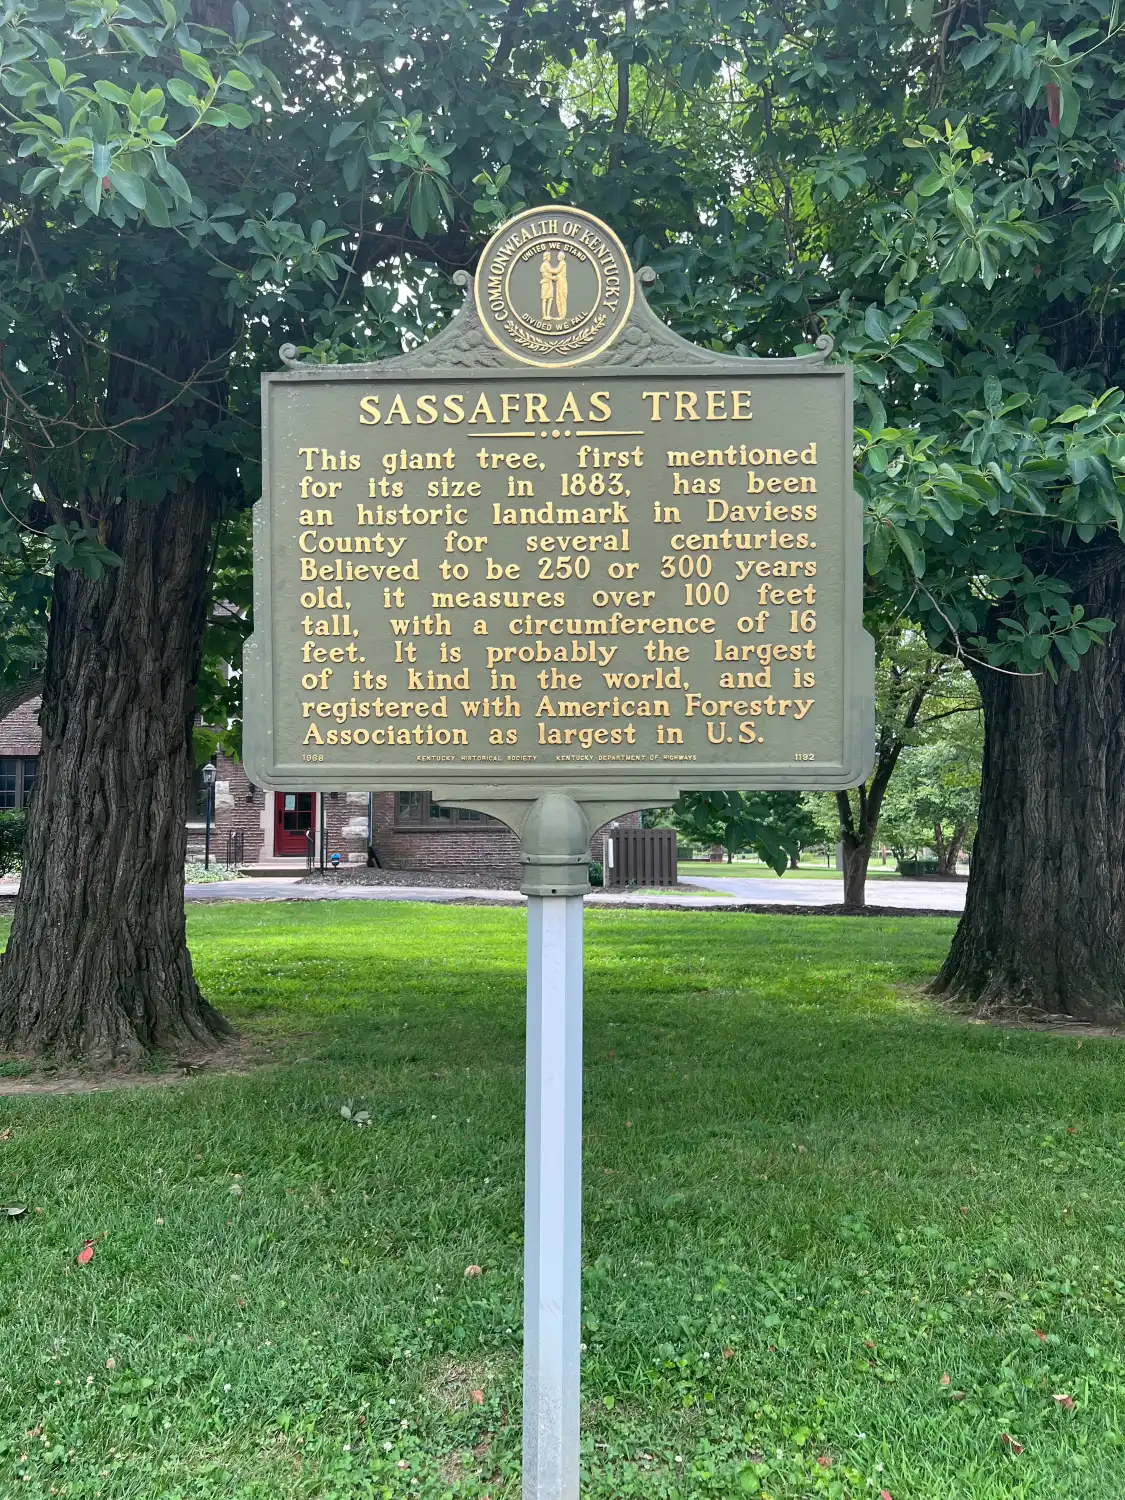 COMMONWEALTH OF KENTUCKY
UNITED WE STAND
DIVIDED WE FALL
SASSAFRAS TREE
This giant tree, first mentioned
for its size in 1883, has been
an historic landmark in Daviess
County for several centuries.
Believed to be 250 or 300 years
old, it measures over 100 feet
tall, with a circumference of 16
feet. It is probably the largest
of its kind in the world, and is
registered with American Forestry
Association as largest in U.S.
1968 KENTUCKY HISTORICAL SOCIETY KENTUCKY DEPARTMENT OF HIGHWAYS 1192